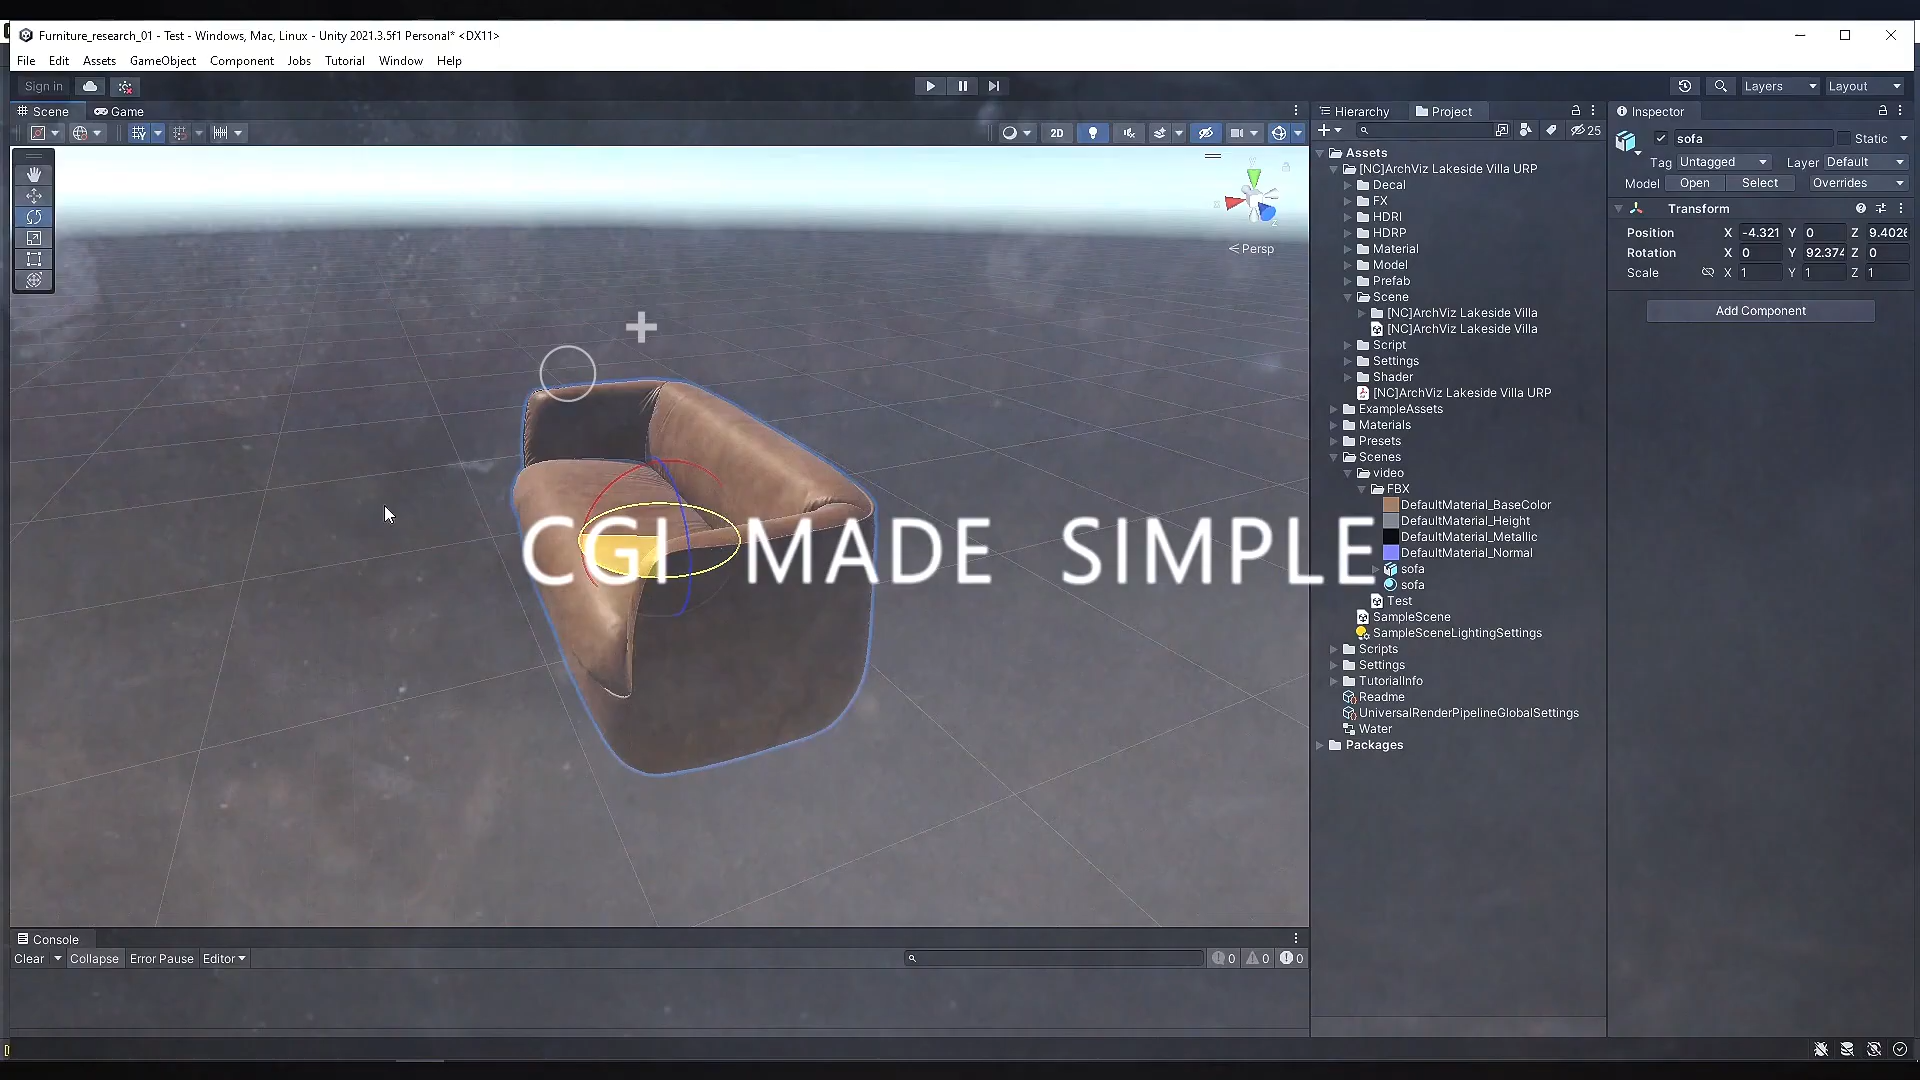 Furniture_research_01 - Test - Windows, Mac, Linux - Unity 2021.3.5f1 Personal* <DX11>
File Edit Assets GameObject Component Jobs Tutorial Window Help
Sign in
Layers Layout
Scene Game
2D
Persp
CGI MADE SIMPLE
Console
Clear Collapse Error Pause Editor
0 0 0
Hierarchy Project
25
Assets
[NC]ArchViz Lakeside Villa URP
Decal
FX
HDRI
HDRP
Material
Model
Prefab
Scene
[NC]ArchViz Lakeside Villa
[NC]ArchViz Lakeside Villa
Script
Settings
Shader
[NC]ArchViz Lakeside Villa URP
ExampleAssets
Materials
Presets
Scenes
video
FBX
DefaultMaterial_BaseColor
DefaultMaterial_Height
DefaultMaterial_Metallic
DefaultMaterial_Normal
sofa
sofa
Test
SampleScene
SampleSceneLightingSettings
Scripts
Settings
TutorialInfo
Readme
UniversalRenderPipelineGlobalSettings
Water
Packages
Inspector
sofa Static
Tag Untagged Layer Default
Model Open Select Overrides
Transform
Position X -4.321 Y 0 Z 9.4026
Rotation X 0 Y 92.374 Z 0
Scale X 1 Y 1 Z 1
Add Component